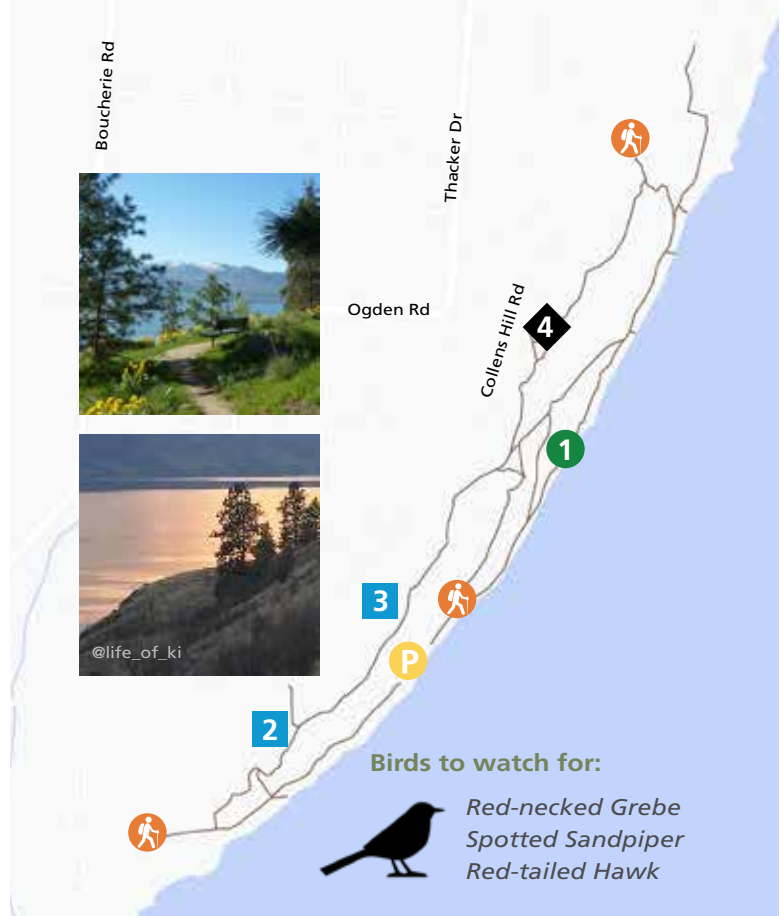 Boucherie Rd
Thacker Dr
Ogden Rd
Collens Hill Rd
4
1
3
P
@life_of_ki
2
Birds to watch for:
Red-necked Grebe
Spotted Sandpiper
Red-tailed Hawk